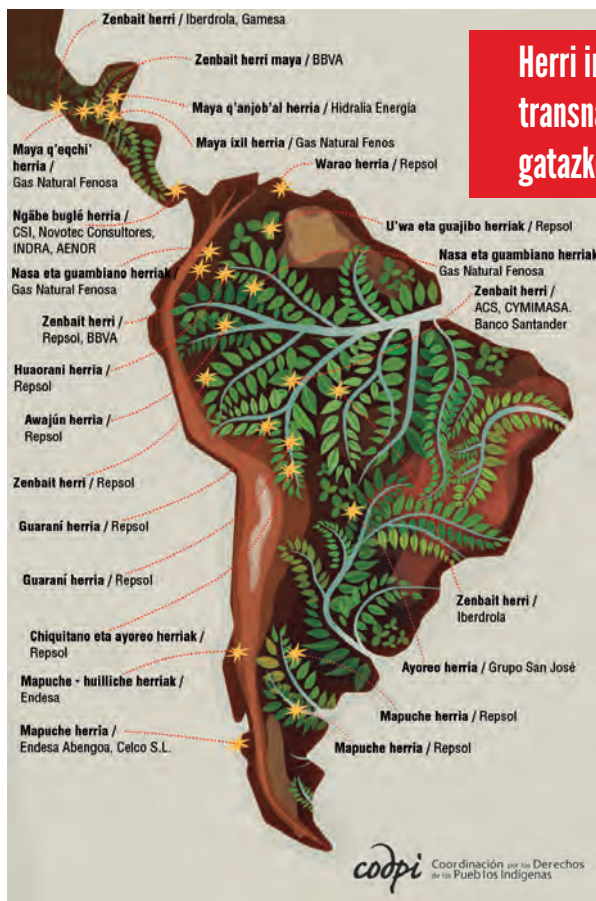 Zenbait herri / Iberdrola, Gamesa
Herri in
transna
gatazk
Zenbait herri maya / BBVA
Maya q'anjob'al herria / Hidralia Energía
Maya ixil herria / Gas Natural Fenos
Maya q'eqchi'
herria /
Gas Natural Fenosa
Warao herria / Repsol
Ngäbe buglé herria /
CSI, Novotec Consultores,
INDRA, AENOR
U'wa eta guajibo herriak / Repsol
Nasa eta guambiano herriak
Gas Natural Fenosa
Nasa eta guambiano herriak /
Gas Natural Fenosa
Zenbait herri /
ACS, CYMIMASA.
Banco Santander
Zenbait herri /
Repsol, BBVA
Huaorani herria /
Repsol
Awajún herria /
Repsol
Zenbait herri / Repsol
Guaraní herria / Repsol
Guaraní herria / Repsol
Zenbait herri /
Iberdrola
Chiquitano eta ayoreo herriak /
Repsol
Ayoreo herria / Grupo San José
Mapuche - huilliche herriak /
Endesa
Mapuche herria / Repsol
Mapuche herria /
Endesa Abengoa, Celco S.L.
Mapuche herria / Repsol
codpi
Coordinación por los Derechos
de los Pueblos Indígenas